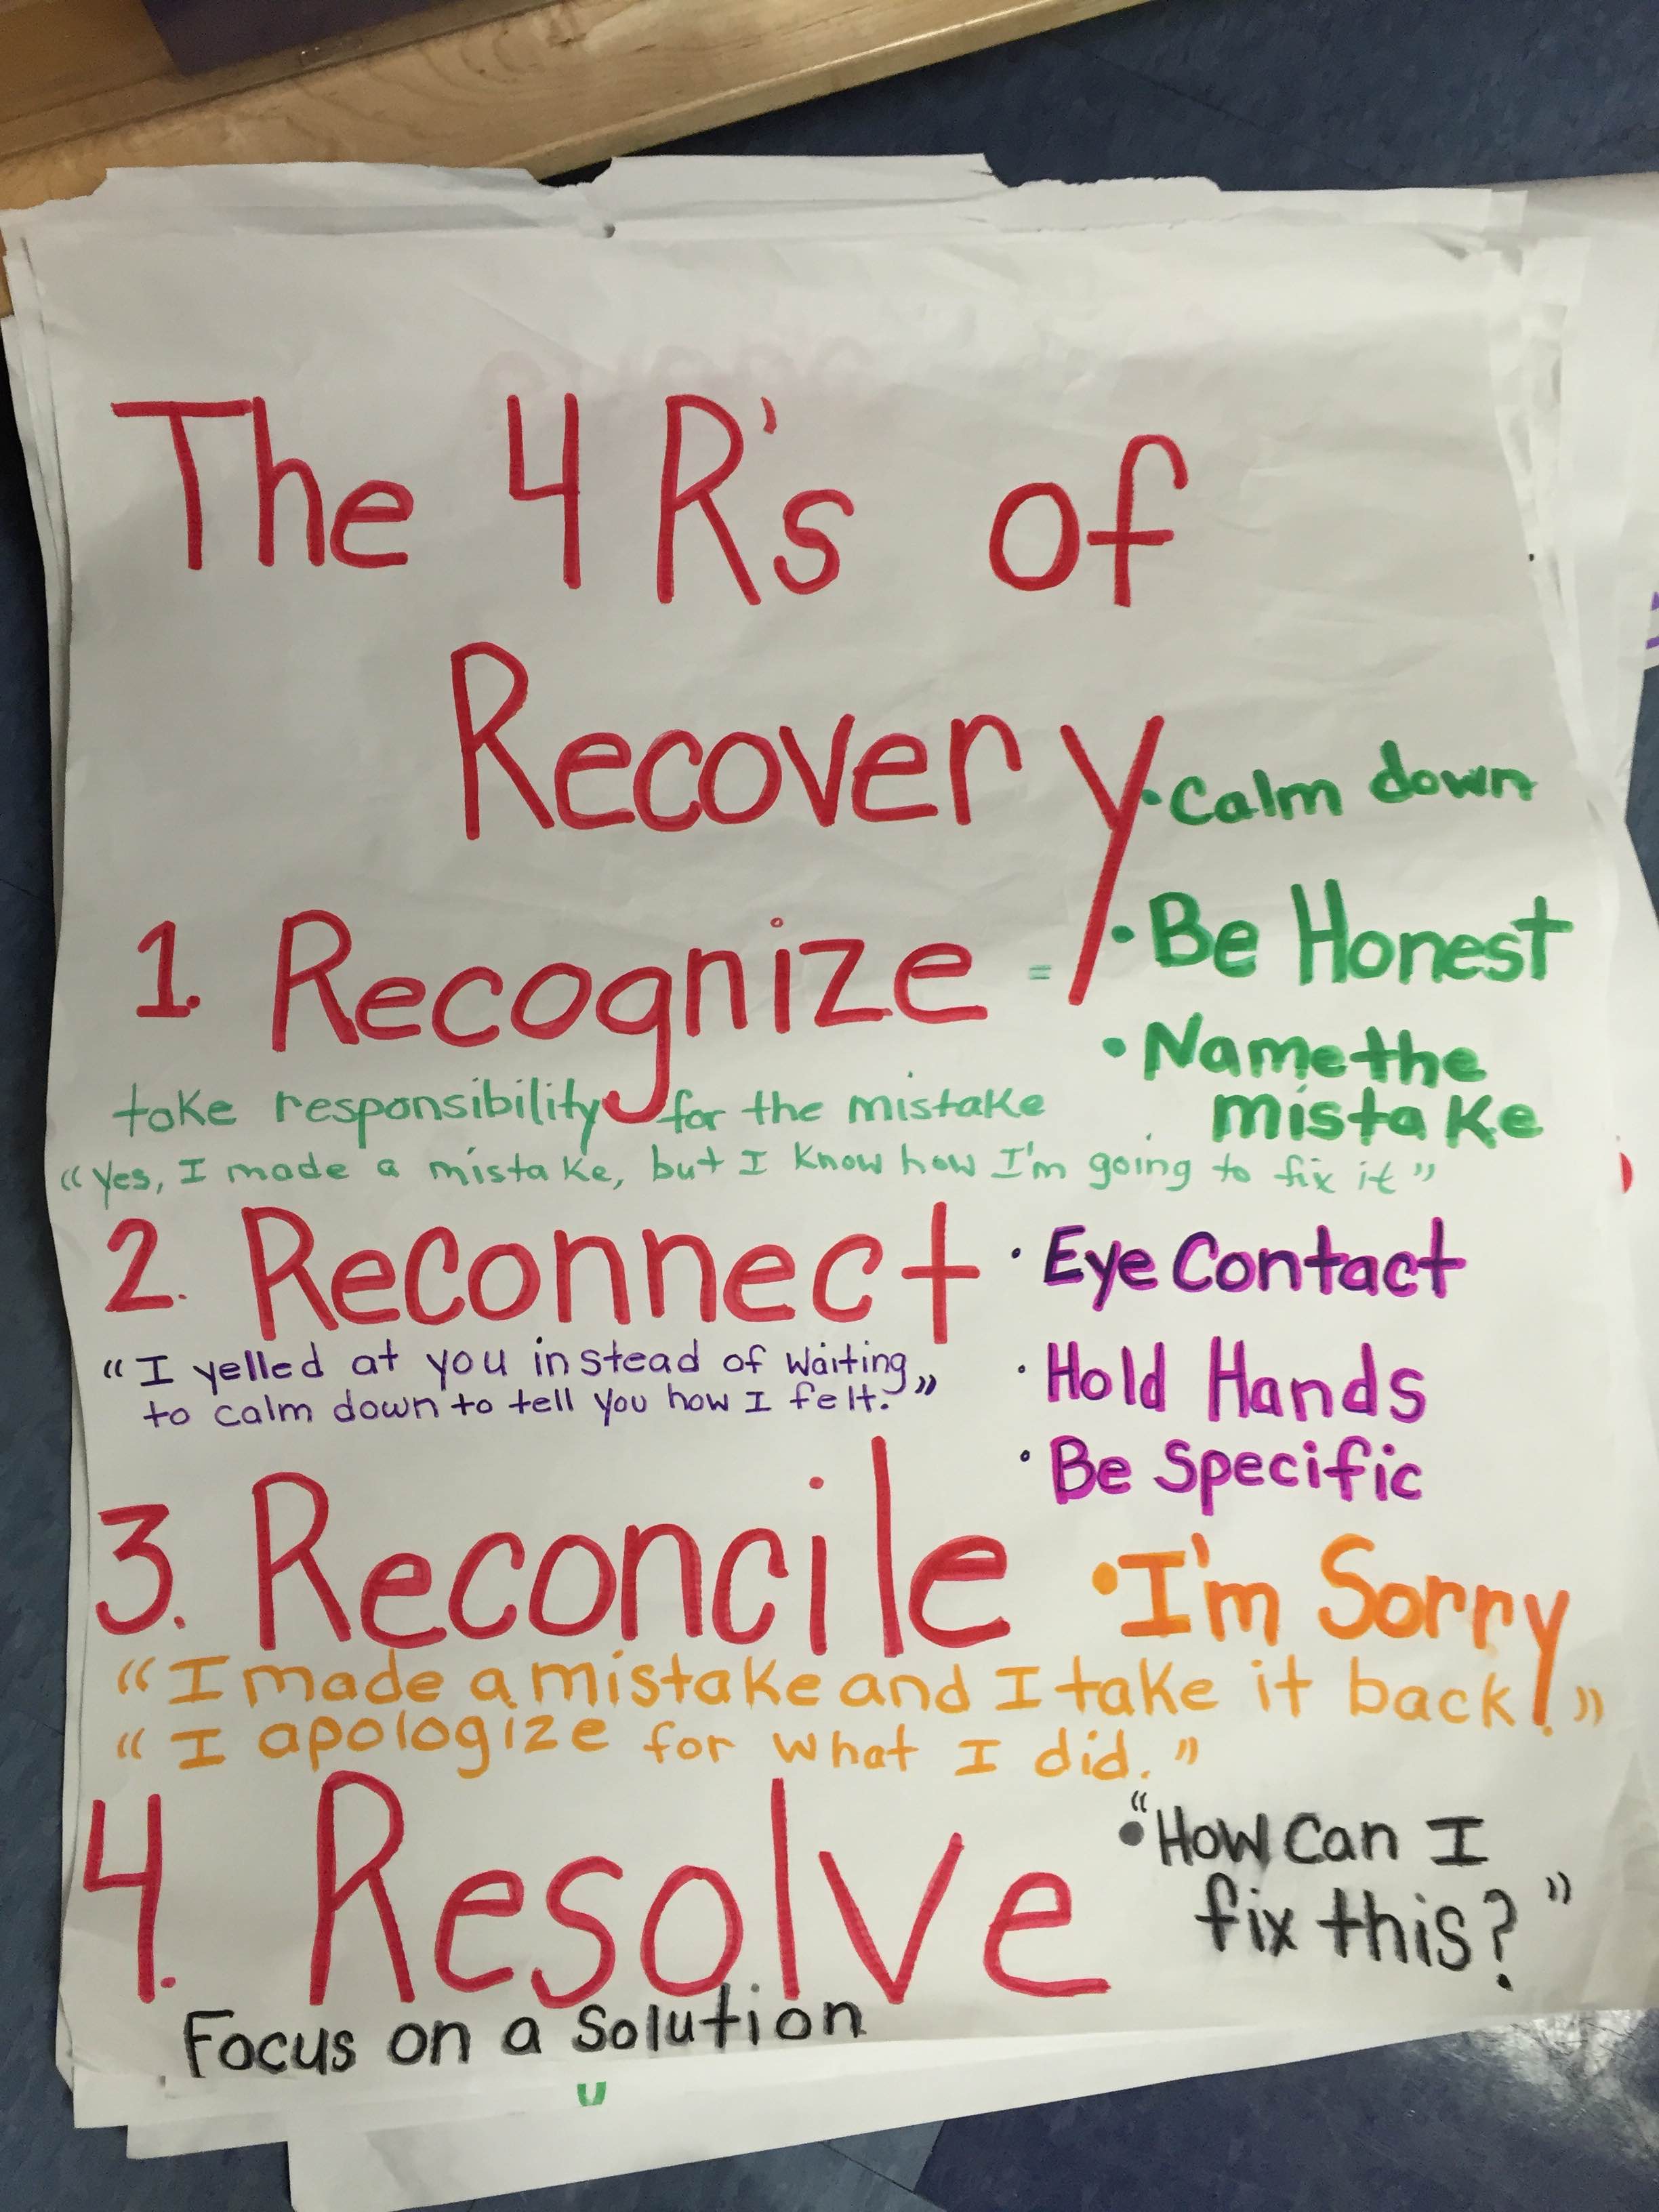 The 4 R's of
Recovery
• Calm down
1. Recognize =
• Be Honest
• Name the
mistake
take responsibility for the mistake
"Yes, I made a mistake, but I know how I'm going to fix it"
2. Reconnect
• Eye Contact
"I yelled at you instead of waiting
to calm down to tell you how I felt."
• Hold Hands
• Be Specific
3. Reconcile
• I'm Sorry
"I made a mistake and I take it back."
"I apologize for what I did."
4. Resolve
"• How Can I
fix this?"
Focus on a solution